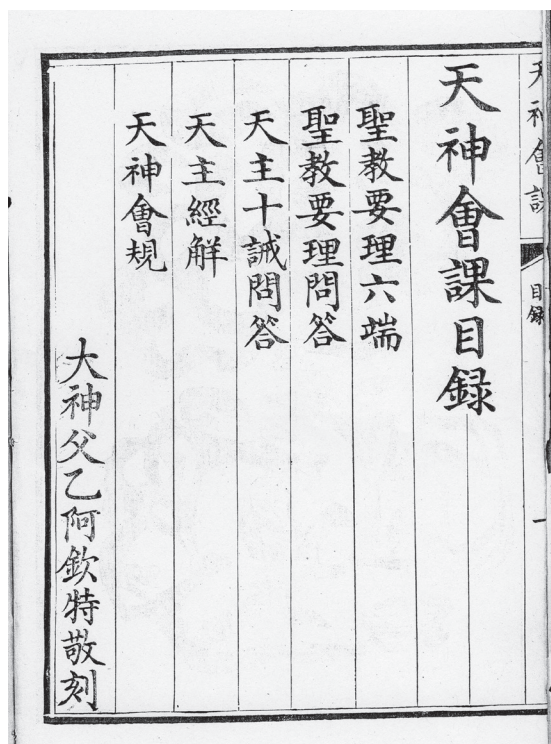 天神會課目録
聖教要理六端
聖教要理問答
天主十誡問答
天主經解
天神會規
大神父乙阿欽特敬刻
天神會課
目録
一